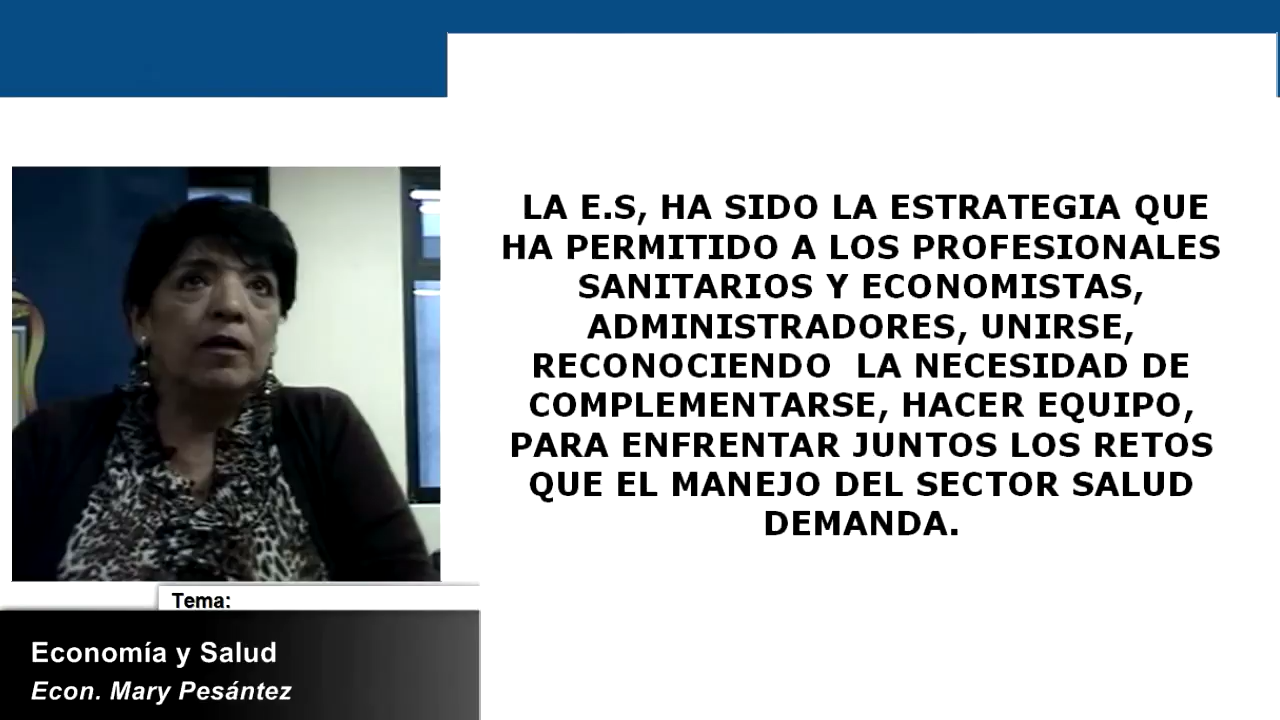 LA E.S, HA SIDO LA ESTRATEGIA QUE
HA PERMITIDO A LOS PROFESIONALES
SANITARIOS Y ECONOMISTAS,
ADMINISTRADORES, UNIRSE,
RECONOCIENDO  LA NECESIDAD DE
COMPLEMENTARSE, HACER EQUIPO,
PARA ENFRENTAR JUNTOS LOS RETOS
QUE EL MANEJO DEL SECTOR SALUD
DEMANDA.
Tema:
Economía y Salud
Econ. Mary Pesántez